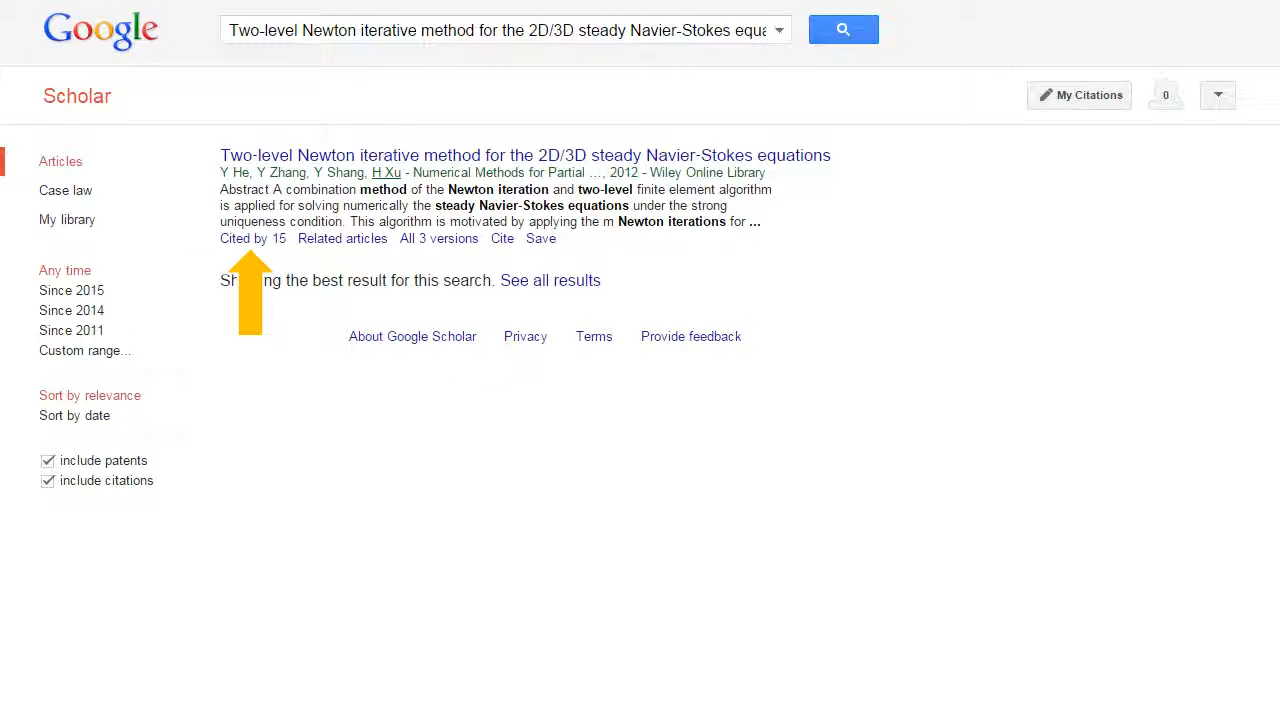 Google
Two-level Newton iterative method for the 2D/3D steady Navier-Stokes equa
Scholar
My Citations
0
Articles
Case law
My library
Any time
Since 2015
Since 2014
Since 2011
Custom range...
Sort by relevance
Sort by date
include patents
include citations
Two-level Newton iterative method for the 2D/3D steady Navier-Stokes equations
Y He, Y Zhang, Y Shang, H Xu - Numerical Methods for Partial …, 2012 - Wiley Online Library
Abstract A combination method of the Newton iteration and two-level finite element algorithm
is applied for solving numerically the steady Navier-Stokes equations under the strong
uniqueness condition. This algorithm is motivated by applying the m Newton iterations for ...
Cited by 15 Related articles All 3 versions Cite Save
the best result for this search. See all results
About Google Scholar Privacy Terms Provide feedback